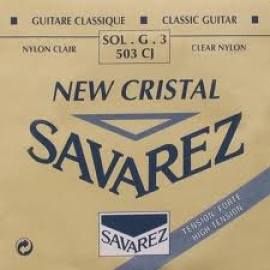 GUITARE CLASSIQUE
CLASSIC GUITAR
NYLON CLAIR
SOL . G . 3
503 CJ
CLEAR NYLON
NEW CRISTAL
SAVAREZ
TENSION FORTE
HIGH TENSION
SAVAREZ